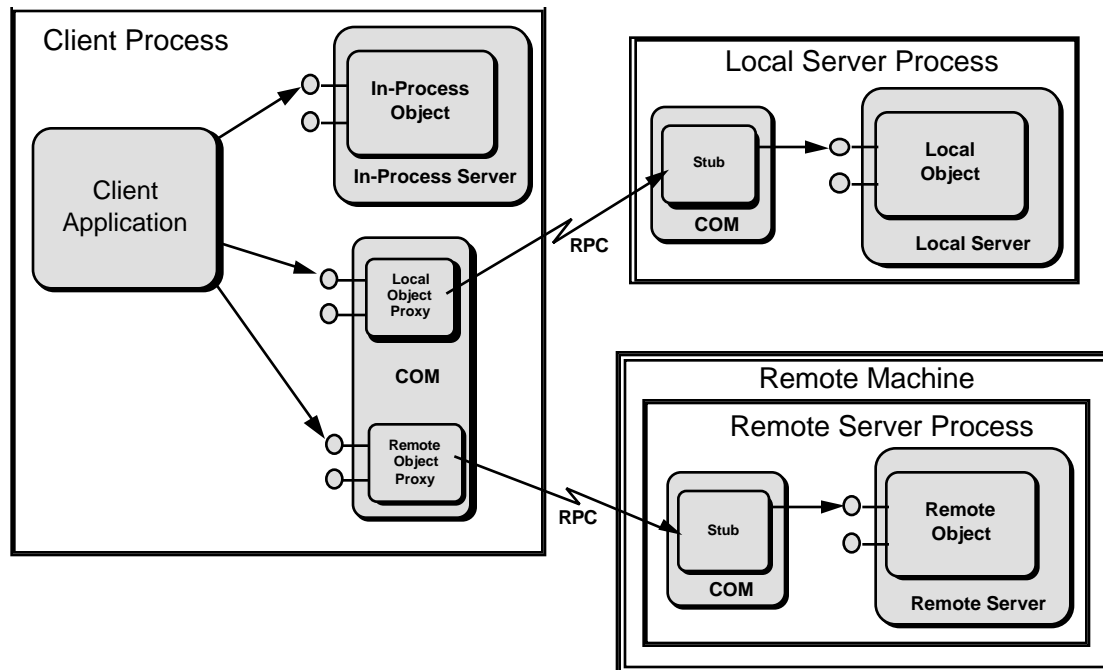 Client Process
In-Process
Object
In-Process Server
Client
Application
Local
Object
Proxy
COM
Remote
Object
Proxy
RPC
RPC
Local Server Process
Stub
COM
Local
Object
Local Server
Remote Machine
Remote Server Process
Stub
COM
Remote
Object
Remote Server